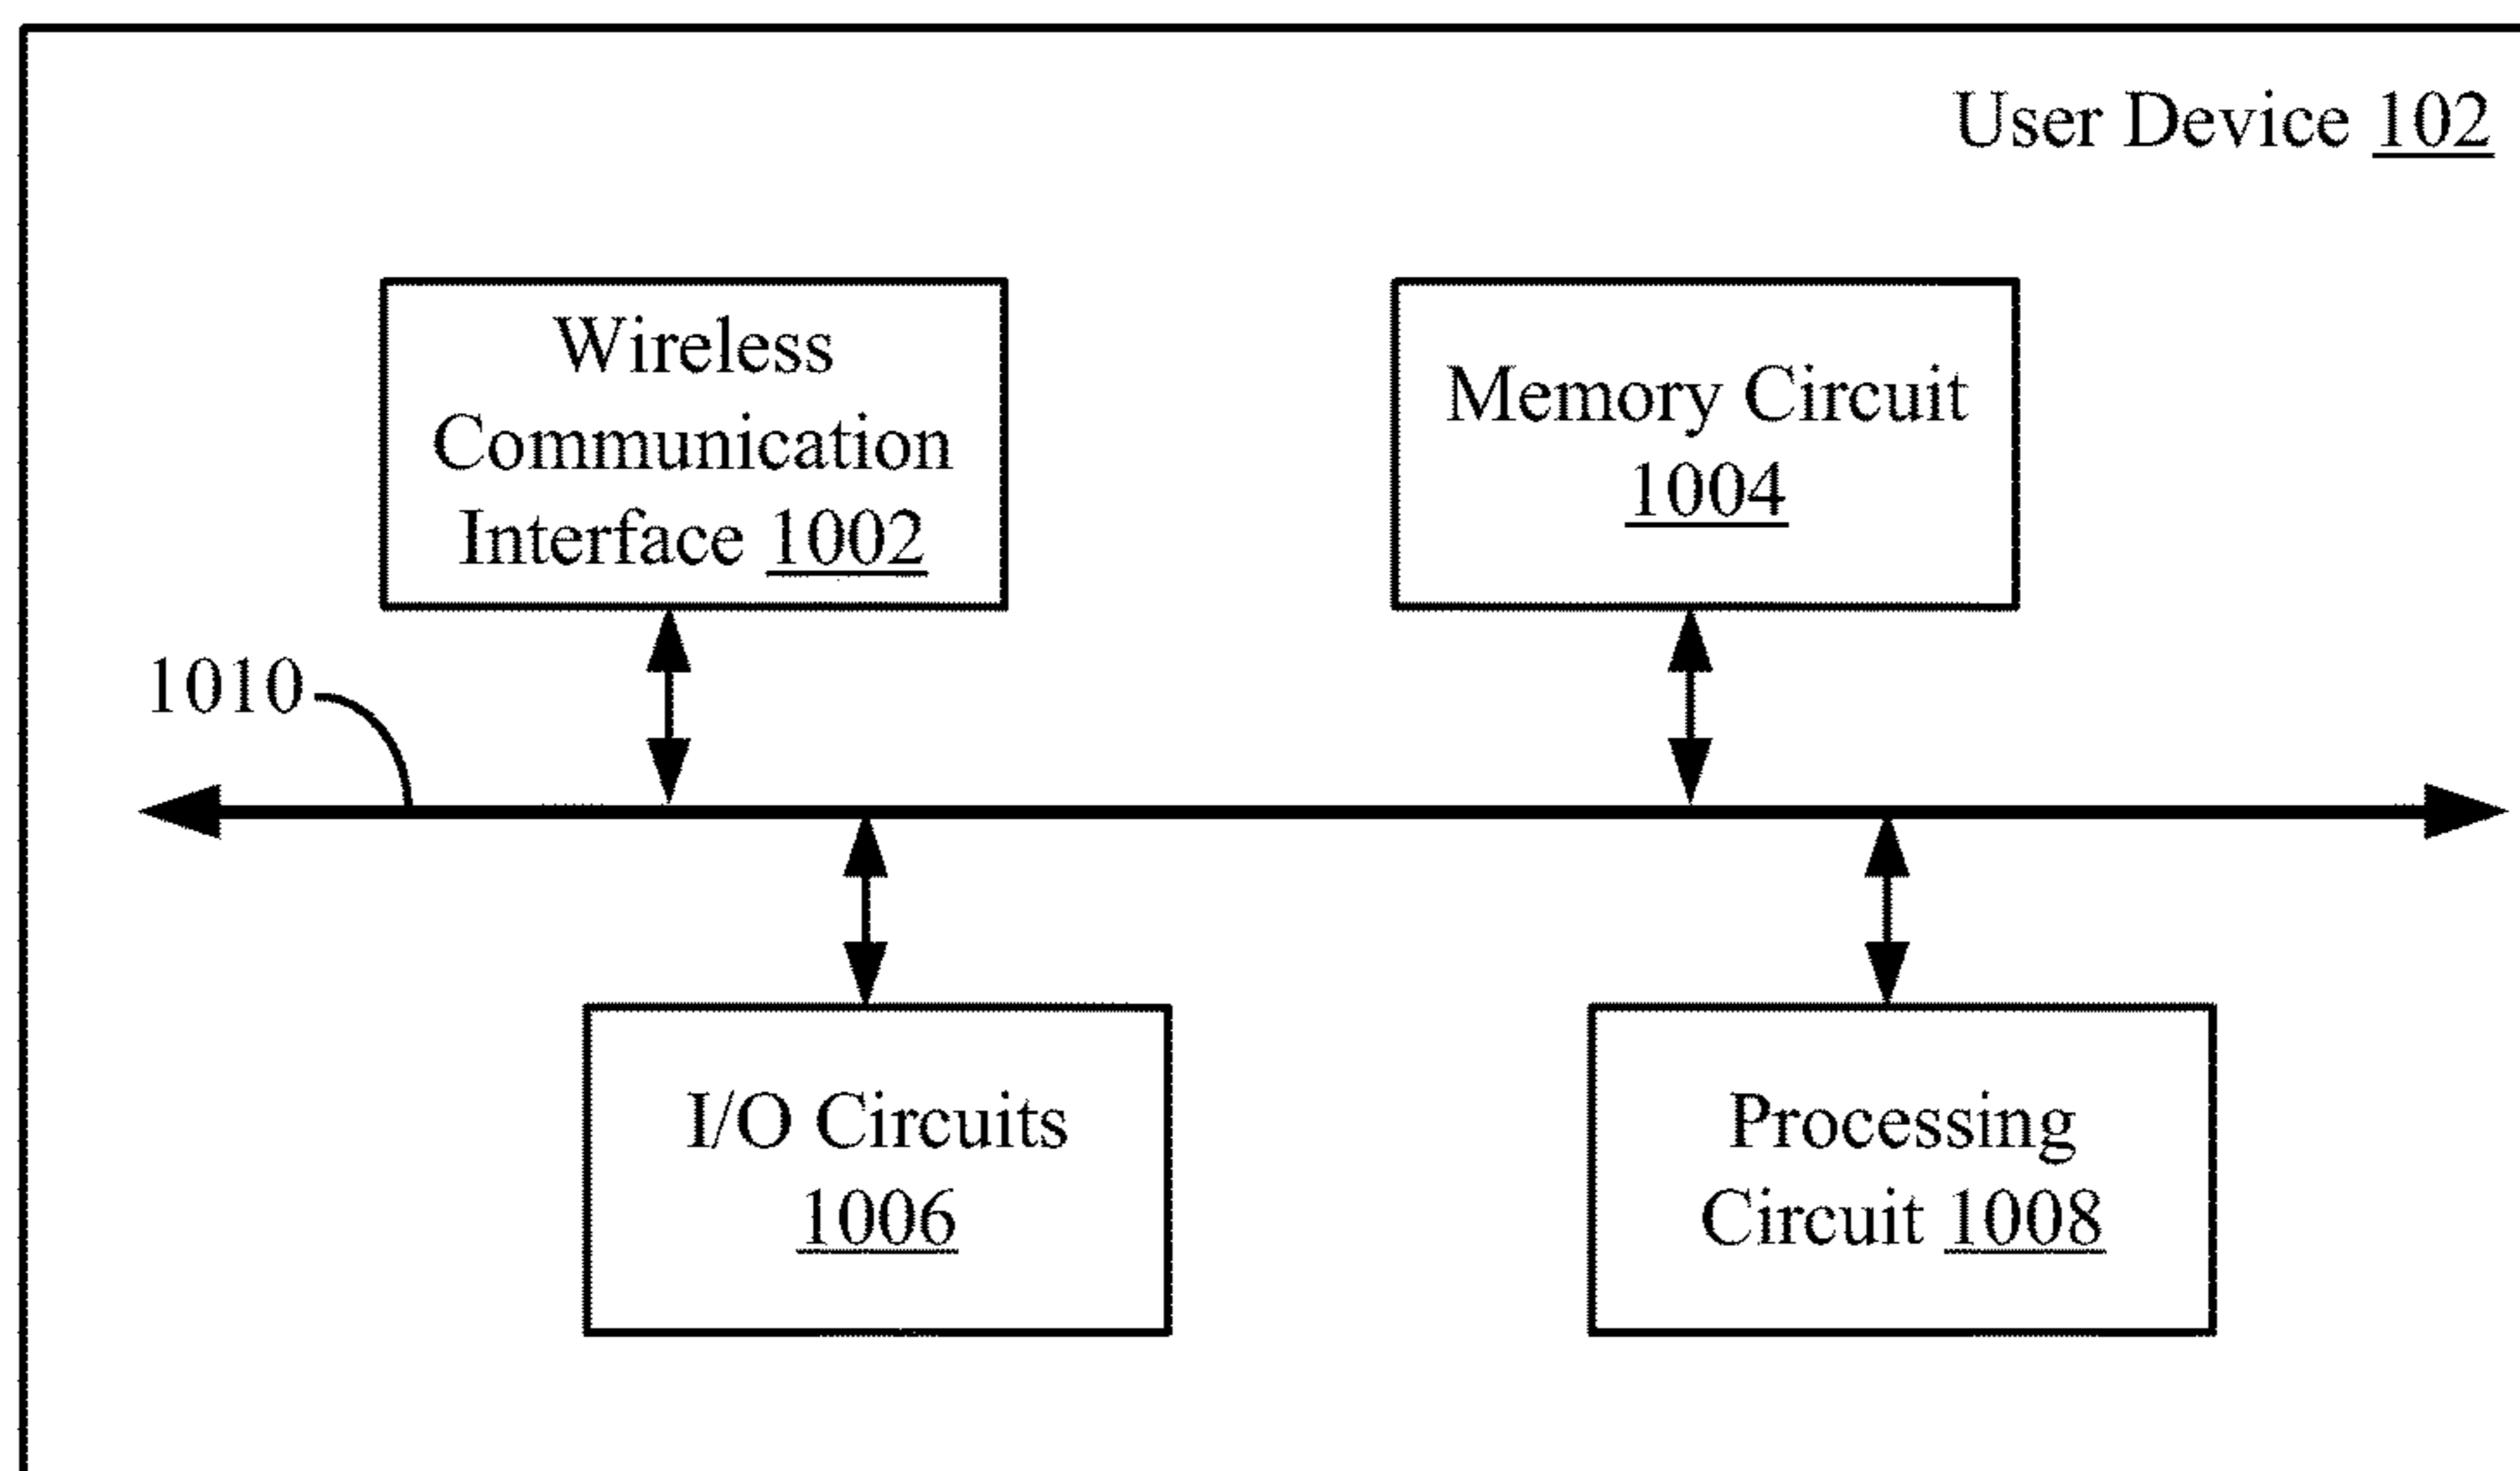 User Device 102
Wireless
Communication
Interface 1002
Memory Circuit
1004
1010
I/O Circuits
1006
Processing
Circuit 1008